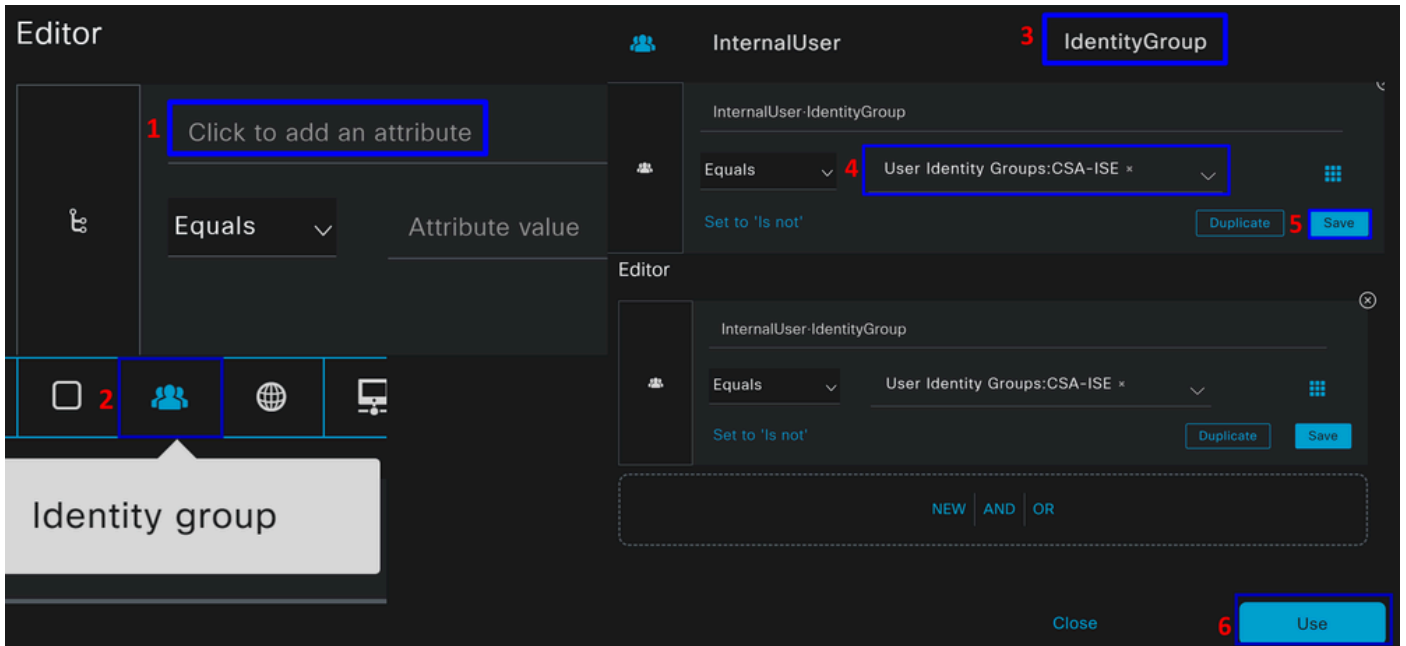 Editor
1 Click to add an attribute
Equals Attribute value
2
Identity group
InternalUser 3 IdentityGroup
InternalUser·IdentityGroup
Equals 4 User Identity Groups:CSA-ISE ×
Set to 'Is not' Duplicate 5 Save
Editor
InternalUser·IdentityGroup
Equals User Identity Groups:CSA-ISE ×
Set to 'Is not' Duplicate Save
NEW AND OR
Close 6 Use